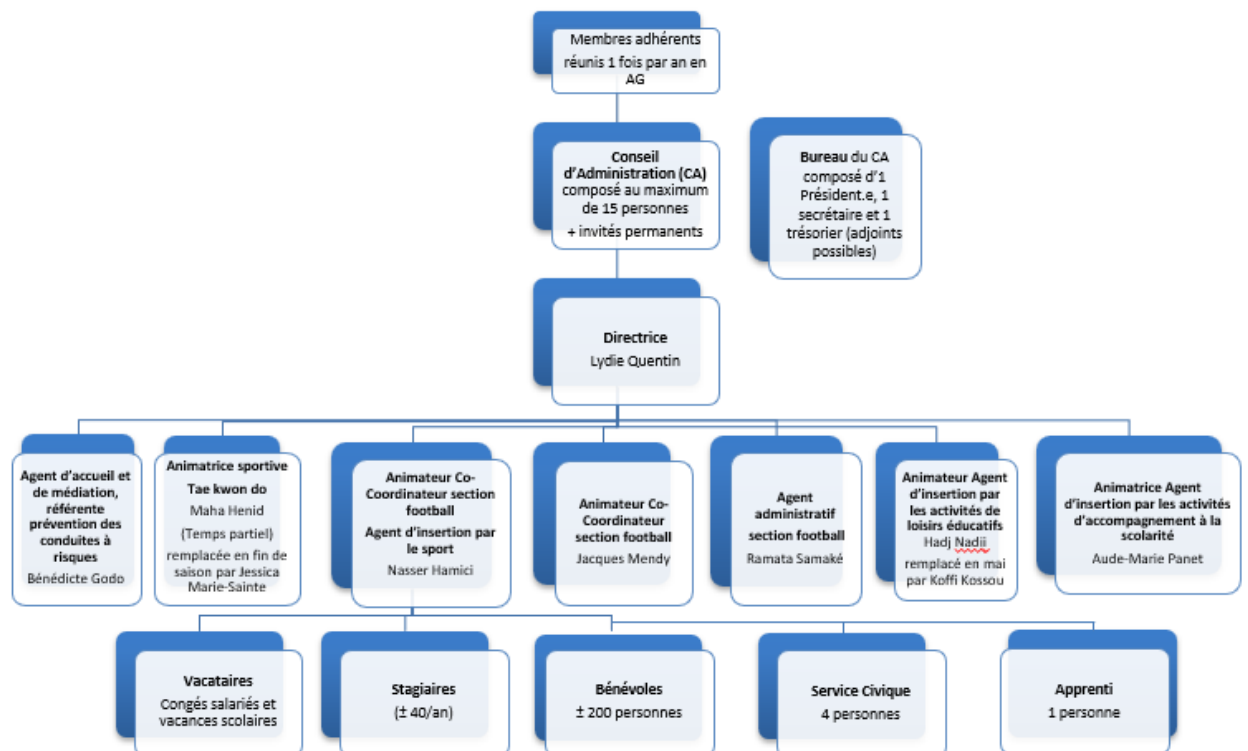 Membres adhérents
réunis 1 fois par an en
AG
Conseil
d'Administration (CA)
composé au maximum
de 15 personnes
+ invités permanents
Bureau du CA
composé d'1
Président.e, 1
secrétaire et 1
trésorier (adjoints
possibles)
Directrice
Lydie Quentin
Agent d'accueil et
de médiation,
référente
prévention des
conduites à
risques
Bénédicte Godo
Animatrice sportive
Tae kwon do
Maha Henid
(Temps partiel)
remplacée en fin de
saison par Jessica
Marie-Sainte
Animateur Co-
Coordinateur section
football
Agent d'insertion par
le sport
Nasser Hamici
Animateur Co-
Coordinateur
section football
Jacques Mendy
Agent
administratif
section football
Ramata Samaké
Animateur Agent
d'insertion par
les activités de
loisirs éducatifs
Hadj Nadji
remplacé en mai
par Koffi Kossou
Animatrice Agent
d'insertion par les activités
d'accompagnement à la
scolarité
Aude-Marie Panet
Vacataires
Congés salariés et
vacances scolaires
Stagiaires
(± 40/an)
Bénévoles
± 200 personnes
Service Civique
4 personnes
Apprenti
1 personne